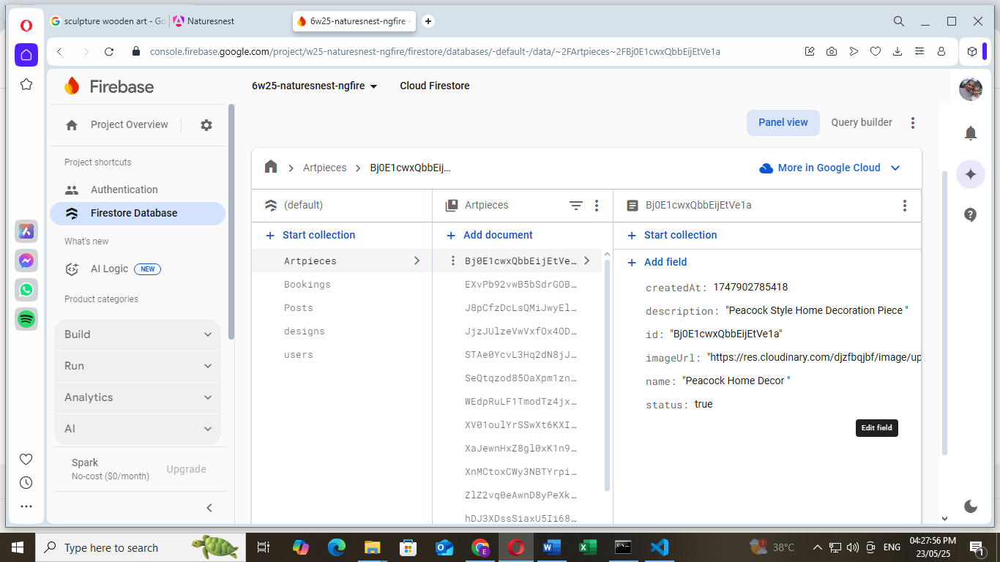 sculpture wooden art - Go
Naturesnest
6w25-naturesnest-ngfire -
console.firebase.google.com/project/w25-naturesnest-ngfire/firestore/databases/-default-/data/~2FArtpieces~2FBj0E1cwxQbbEijEtVe1a
Firebase
6w25-naturesnest-ngfire
Cloud Firestore
Project Overview
Panel view
Query builder
Project shortcuts
Authentication
Firestore Database
What's new
AI Logic
NEW
Product categories
Build
Run
Analytics
AI
Spark
No-cost ($0/month)
Upgrade
Artpieces
Bj0E1cwxQbbEij...
More in Google Cloud
(default)
Start collection
Artpieces
Bookings
Posts
designs
users
Artpieces
Add document
Bj0E1cwxQbbEijEtVe…
EXvPb92vwB5bSdrGOB…
J8pCfzDcLsQMiJwyEl…
JjzJUlzeVwVxfOx4OD…
STAe0YcvL3Hq2dN8jJ…
SeQtqzod85OaXpm1zn…
WEdpRuLF1TmodTz4jx…
XV01oulYrSSwXt6KXI…
XaJewnHxZ8gl0xK1n9…
XnMCtoxCWy3NBTYrpi…
ZlZ2vq0eAwnD8yPeXk…
hDJ3XDssSiaxU5Ii68…
Bj0E1cwxQbbEijEtVe1a
Start collection
Add field
createdAt: 1747902785418
description: "Peacock Style Home Decoration Piece "
id: "Bj0E1cwxQbbEijEtVe1a"
imageUrl: "https://res.cloudinary.com/djzfbqjbf/image/up
name: "Peacock Home Decor "
status: true
Edit field
Type here to search
38°C
ENG
04:27:56 PM
23/05/25